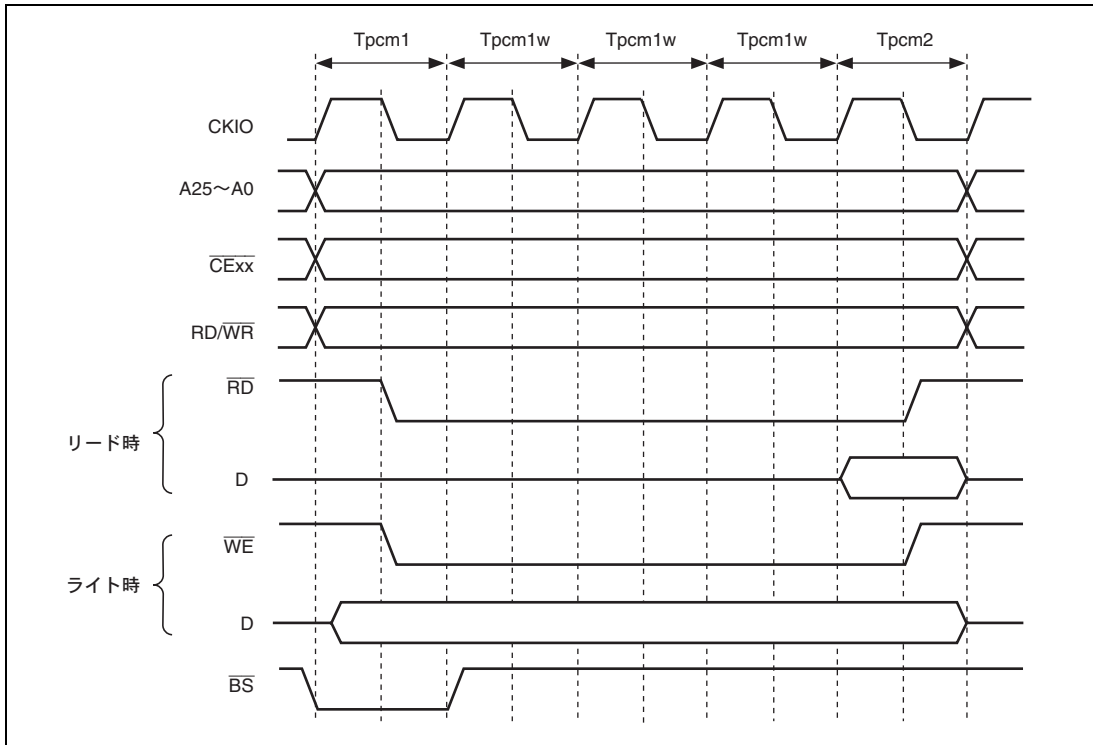 Tpcm1 Tpcm1w Tpcm1w Tpcm1w Tpcm2
CKIO
A25～A0
CExx
RD/WR
RD
リード時
D
WE
ライト時
D
BS